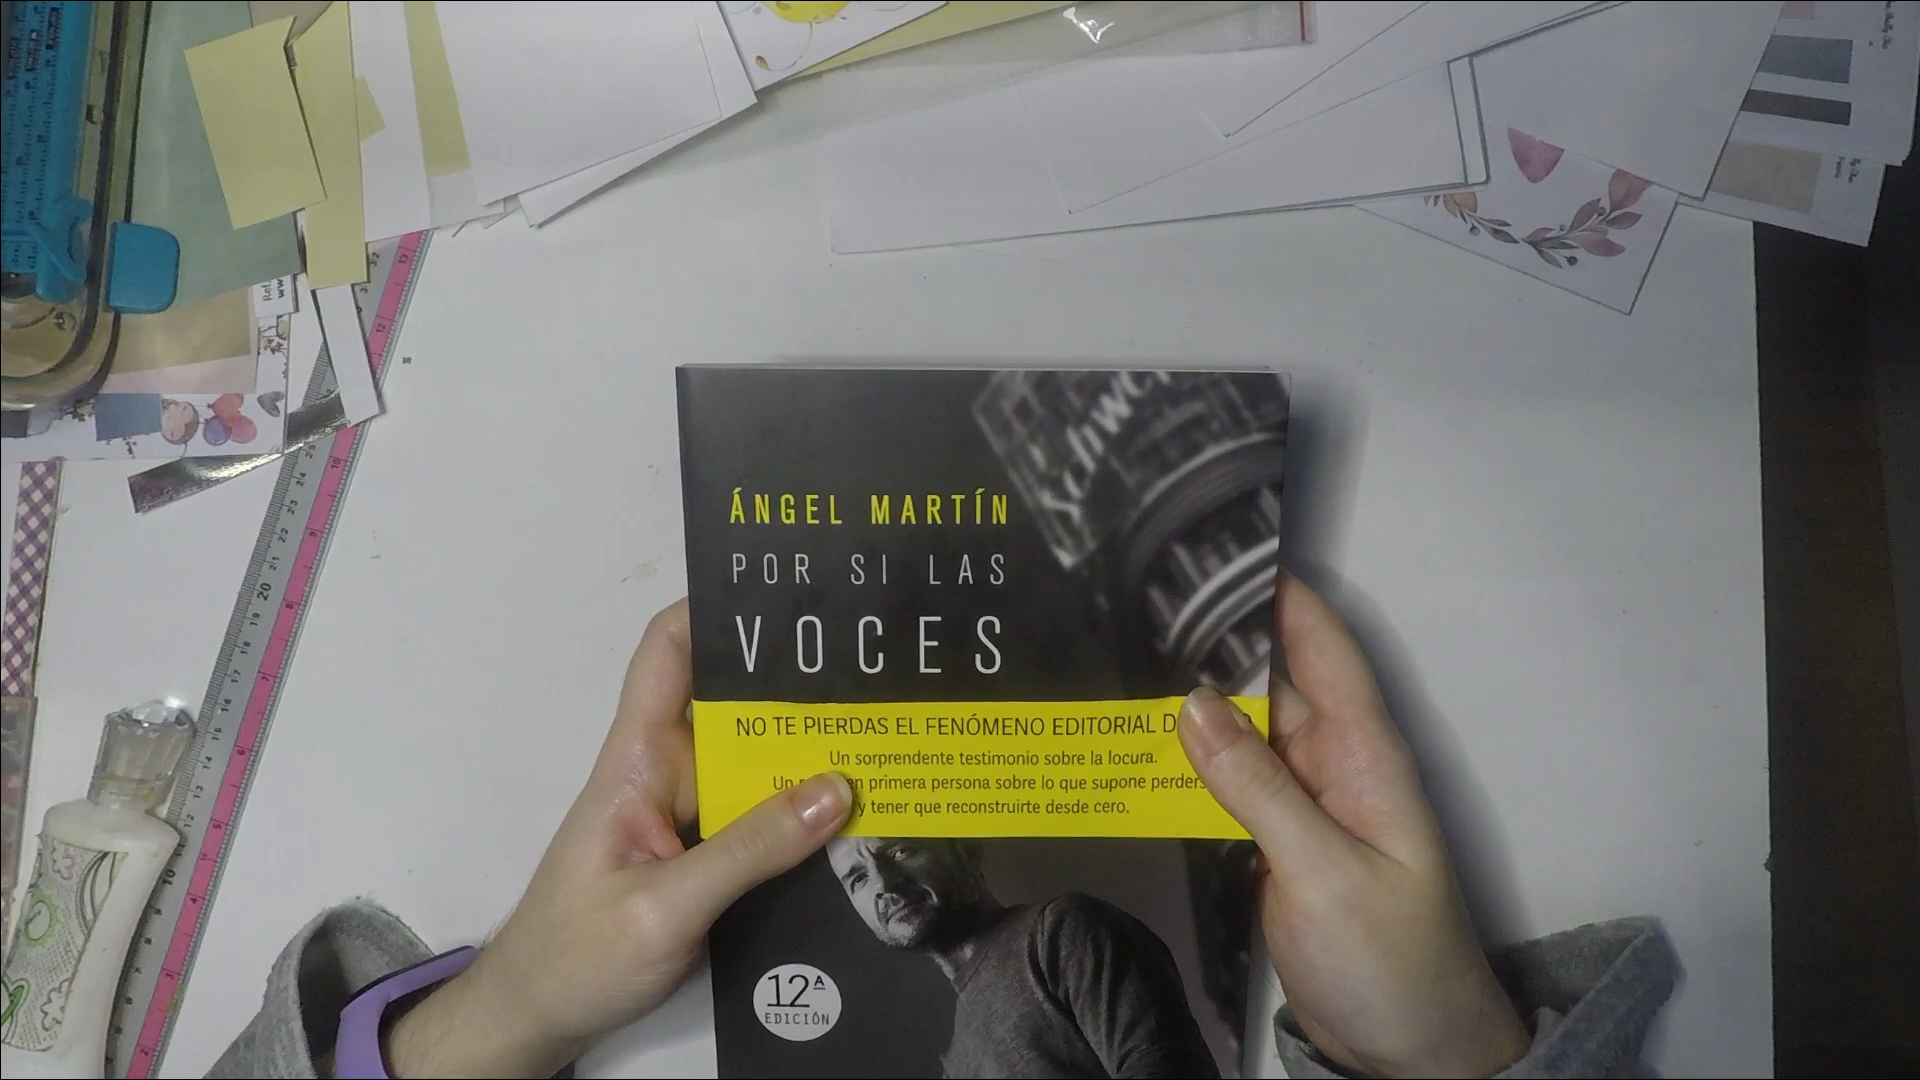 ÁNGEL MARTÍN
POR SI LAS
VOCES
NO TE PIERDAS EL FENÓMENO EDITORIAL
Un sorprendente testimonio sobre la locura.
Un en primera persona sobre lo que supone
y tener que reconstruirte desde cero.
12ª
EDICIÓN